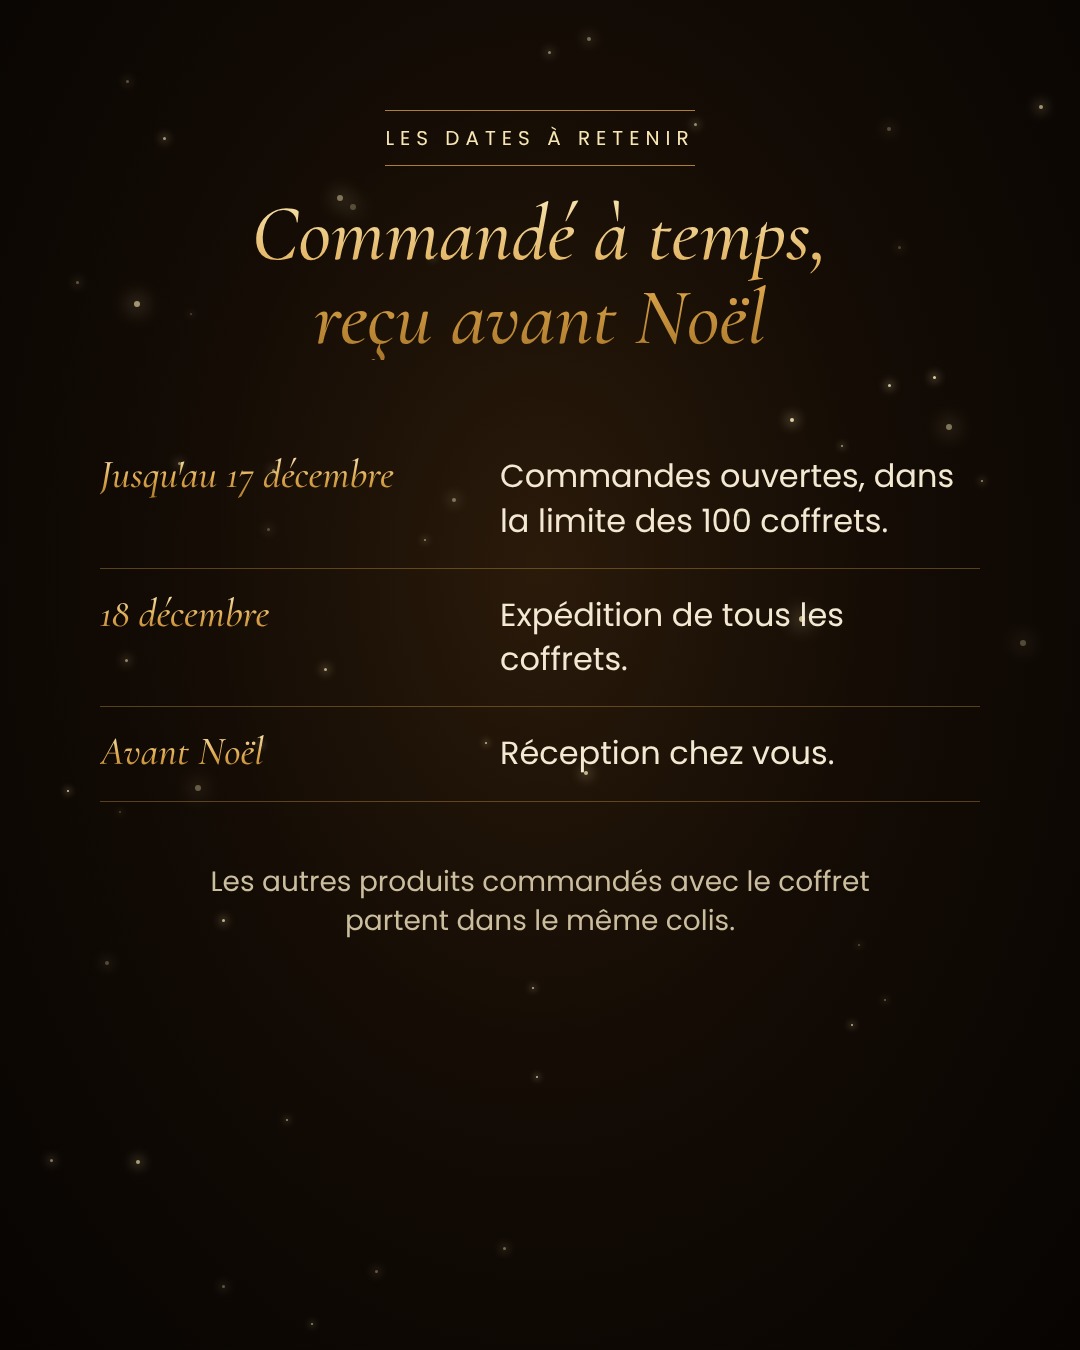 LES DATES À RETENIR
Commandé à temps,
reçu avant Noël
Jusqu'au 17 décembre
Commandes ouvertes, dans
la limite des 100 coffrets.
18 décembre
Expédition de tous les
coffrets.
Avant Noël
Réception chez vous.
Les autres produits commandés avec le coffret
partent dans le même colis.